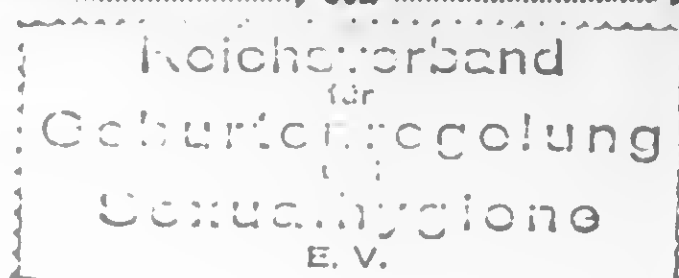 Reichsverband
für
Geburtenregelung
Sexualhygiene
E. V.